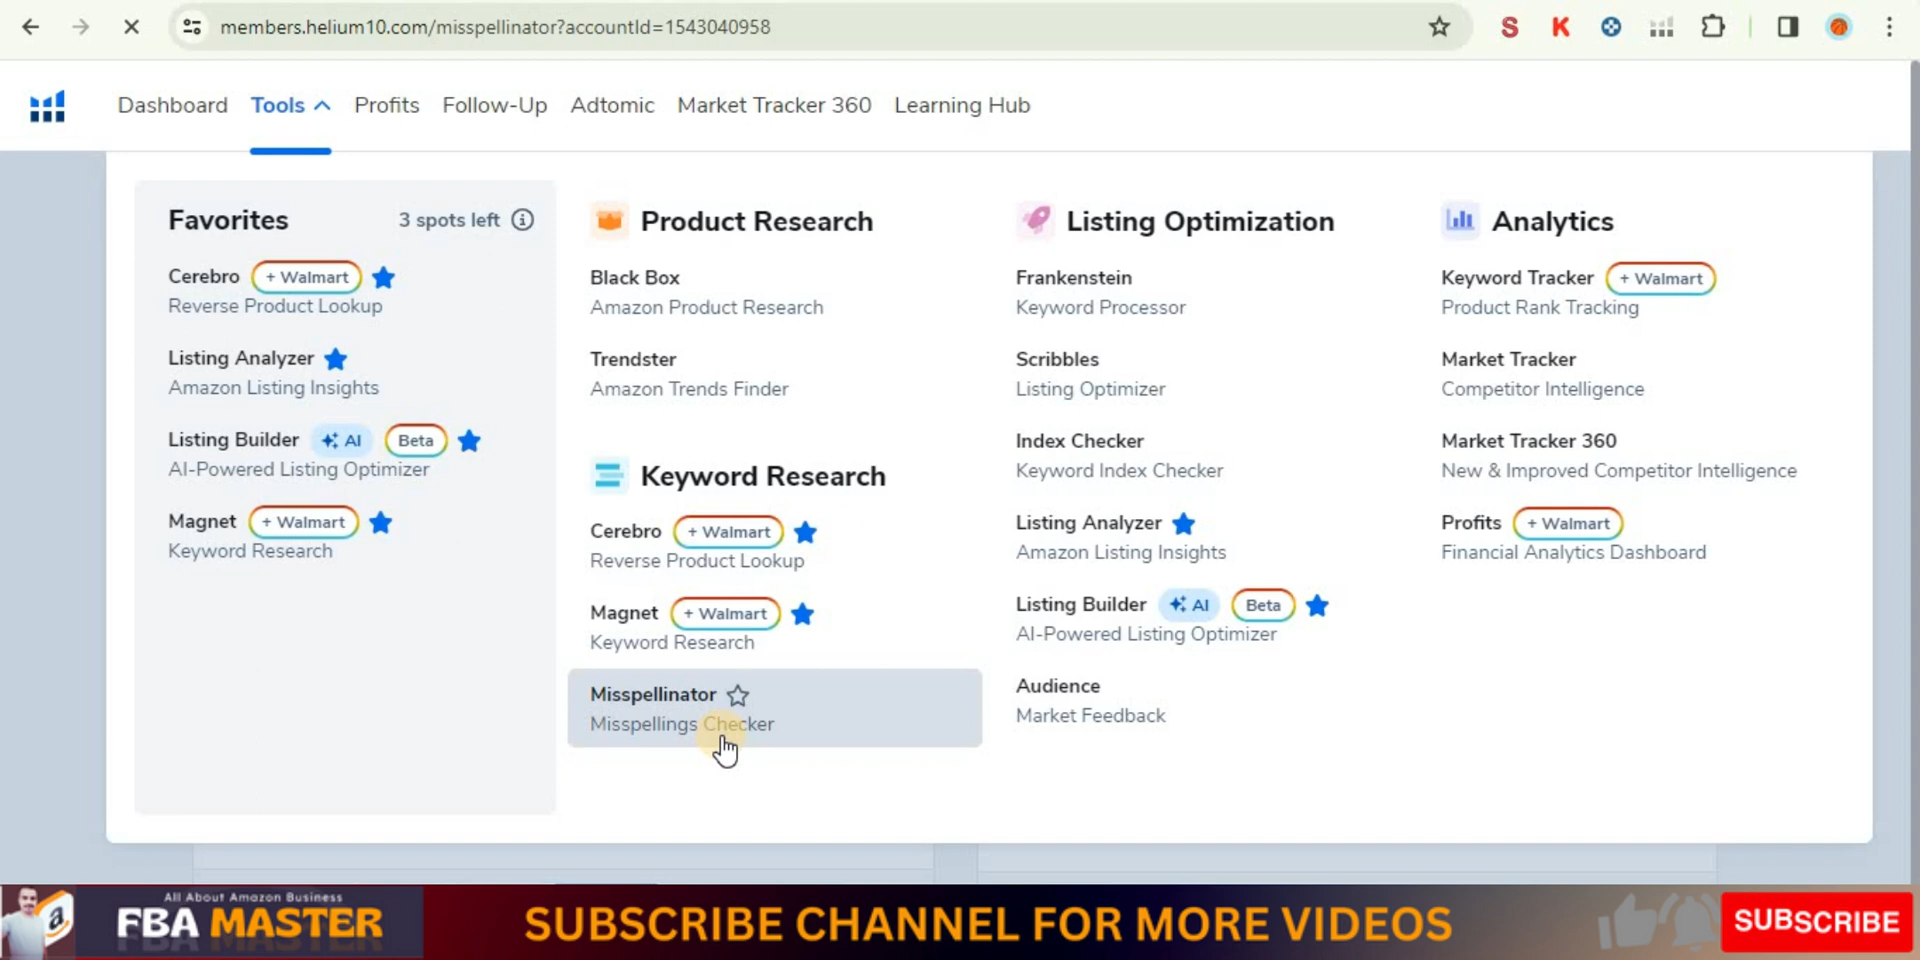 members.helium10.com/misspellinator?accountId=1543040958
S K
Dashboard Tools Profits Follow-Up Adtomic Market Tracker 360 Learning Hub
Favorites 3 spots left
Cerebro + Walmart
Reverse Product Lookup
Listing Analyzer
Amazon Listing Insights
Listing Builder AI Beta
AI-Powered Listing Optimizer
Magnet + Walmart
Keyword Research
Product Research
Black Box
Amazon Product Research
Trendster
Amazon Trends Finder
Keyword Research
Cerebro + Walmart
Reverse Product Lookup
Magnet + Walmart
Keyword Research
Misspellinator
Misspellings Checker
Listing Optimization
Frankenstein
Keyword Processor
Scribbles
Listing Optimizer
Index Checker
Keyword Index Checker
Listing Analyzer
Amazon Listing Insights
Listing Builder AI Beta
AI-Powered Listing Optimizer
Audience
Market Feedback
Analytics
Keyword Tracker + Walmart
Product Rank Tracking
Market Tracker
Competitor Intelligence
Market Tracker 360
New & Improved Competitor Intelligence
Profits + Walmart
Financial Analytics Dashboard
a
All About Amazon Business
FBA MASTER
SUBSCRIBE CHANNEL FOR MORE VIDEOS
SUBSCRIBE